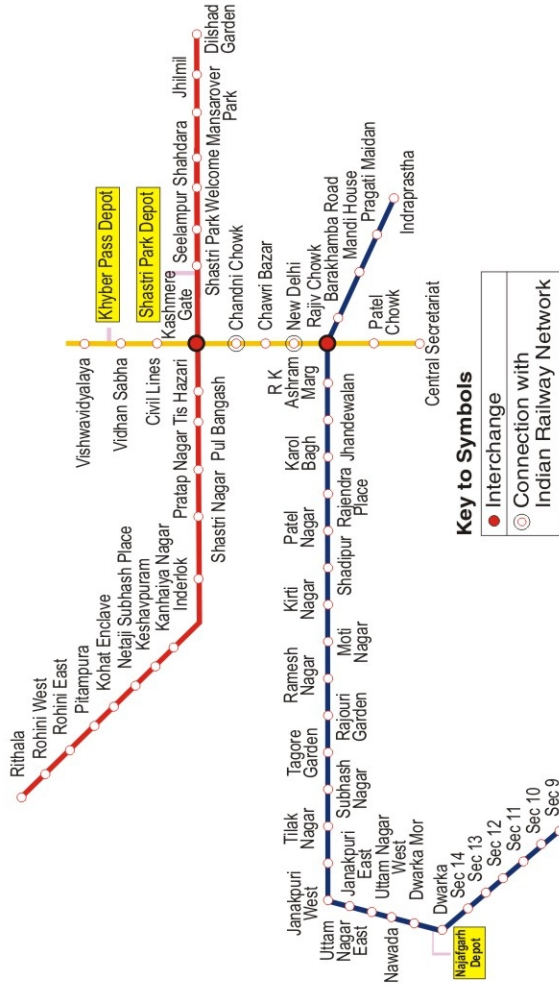 Rithala
Rohini West
Rohini East
Pitampura
Kohat Enclave
Netaji Subhash Place
Keshavpuram
Kanhaiya Nagar
Inderlok
Shastri Nagar
Pratap Nagar
Pul Bangash
Tis Hazari
Kashmere
Gate
Shastri Park
Seelampur
Welcome
Shahdara
Mansarover
Park
Jhilmil
Dilshad
Garden
Khyber Pass Depot
Shastri Park Depot
Vishwavidyalaya
Vidhan Sabha
Civil Lines
Chandhi Chowk
Chawri Bazar
New Delhi
Rajiv Chowk
Patel
Chowk
Central Secretariat
Barakhamba Road
Mandi House
Pragati Maidan
Indraprastha
R K
Ashram
Marg
Jhandewalan
Karol
Bagh
Rajendra
Place
Patel
Nagar
Shadipur
Kirti
Nagar
Moti
Nagar
Ramesh
Nagar
Rajouri
Garden
Tagore
Garden
Subhash
Nagar
Tilak
Nagar
Janakpuri
East
Janakpuri
West
Uttam
Nagar
East
Uttam Nagar
West
Nawada
Dwarka Mor
Dwarka
Najafgarh
Depot
Sec 14
Sec 13
Sec 12
Sec 11
Sec 10
Sec 9
Key to Symbols
Interchange
Connection with
Indian Railway Network